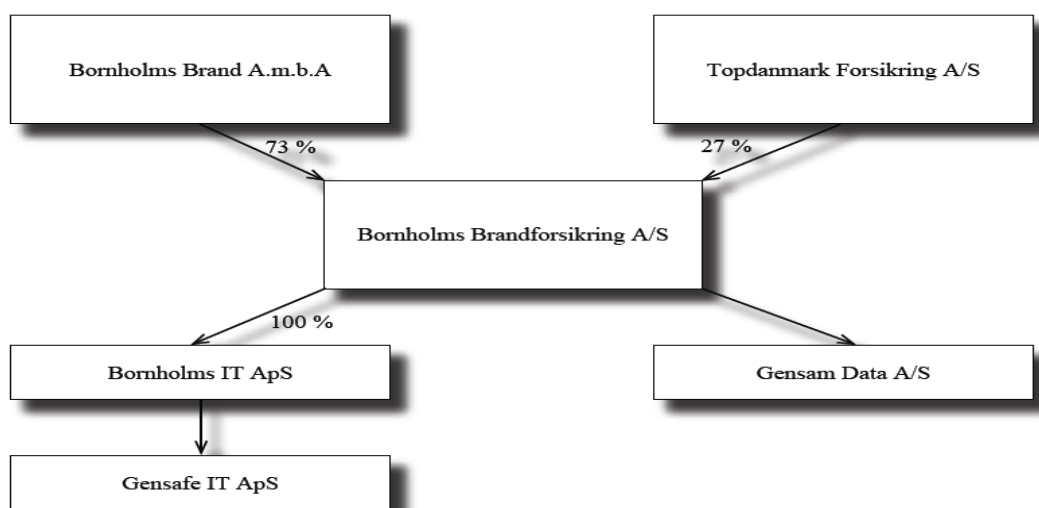 Bornholms Brand A.m.b.A
Topdanmark Forsikring A/S
73 %
27 %
Bornholms Brandforsikring A/S
100 %
Bornholms IT ApS
Gensam Data A/S
Gensafe IT ApS